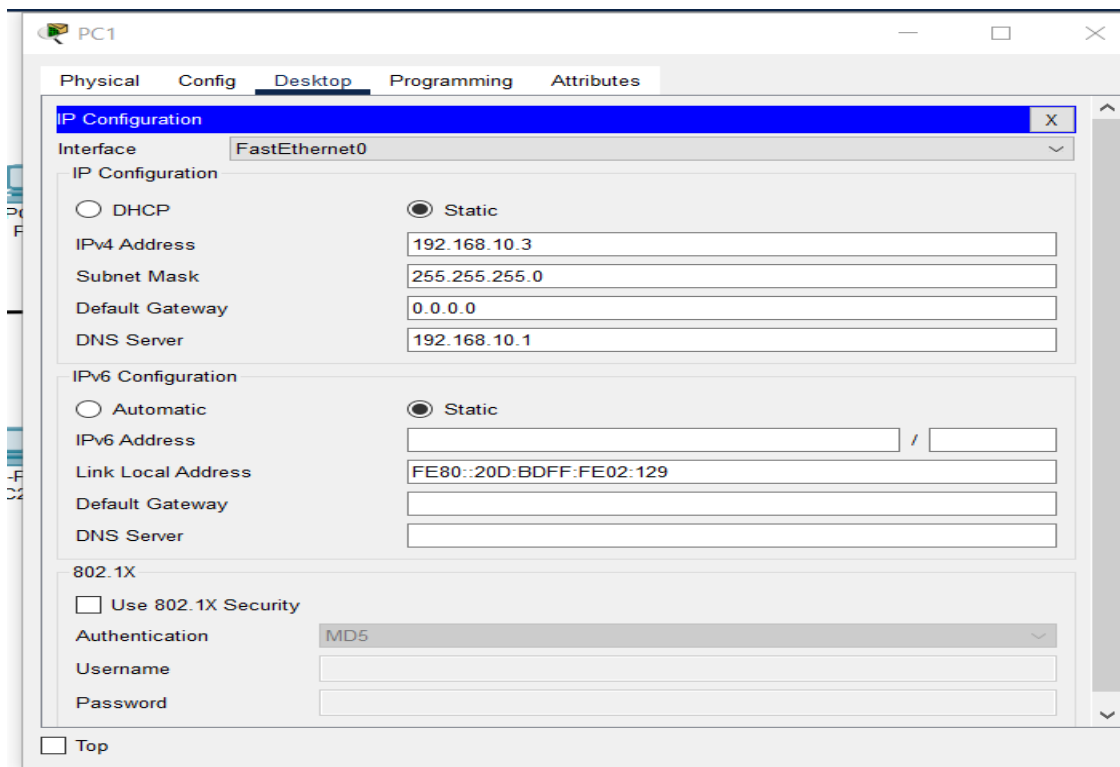 PC1
Physical Config Desktop Programming Attributes
IP Configuration X
Interface FastEthernet0
IP Configuration
DHCP Static
IPv4 Address 192.168.10.3
Subnet Mask 255.255.255.0
Default Gateway 0.0.0.0
DNS Server 192.168.10.1
IPv6 Configuration
Automatic Static
IPv6 Address /
Link Local Address FE80::20D:BDFF:FE02:129
Default Gateway
DNS Server
802.1X
Use 802.1X Security
Authentication MD5
Username
Password
Top